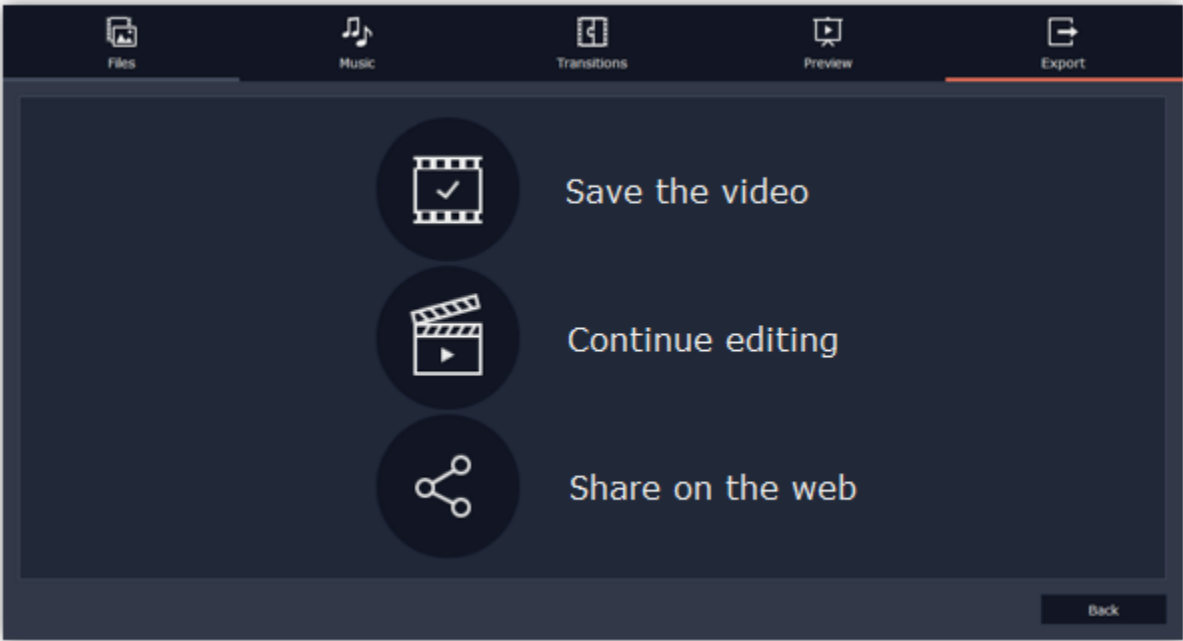 Files
Music
Transitions
Preview
Export
Save the video
Continue editing
Share on the web
Back